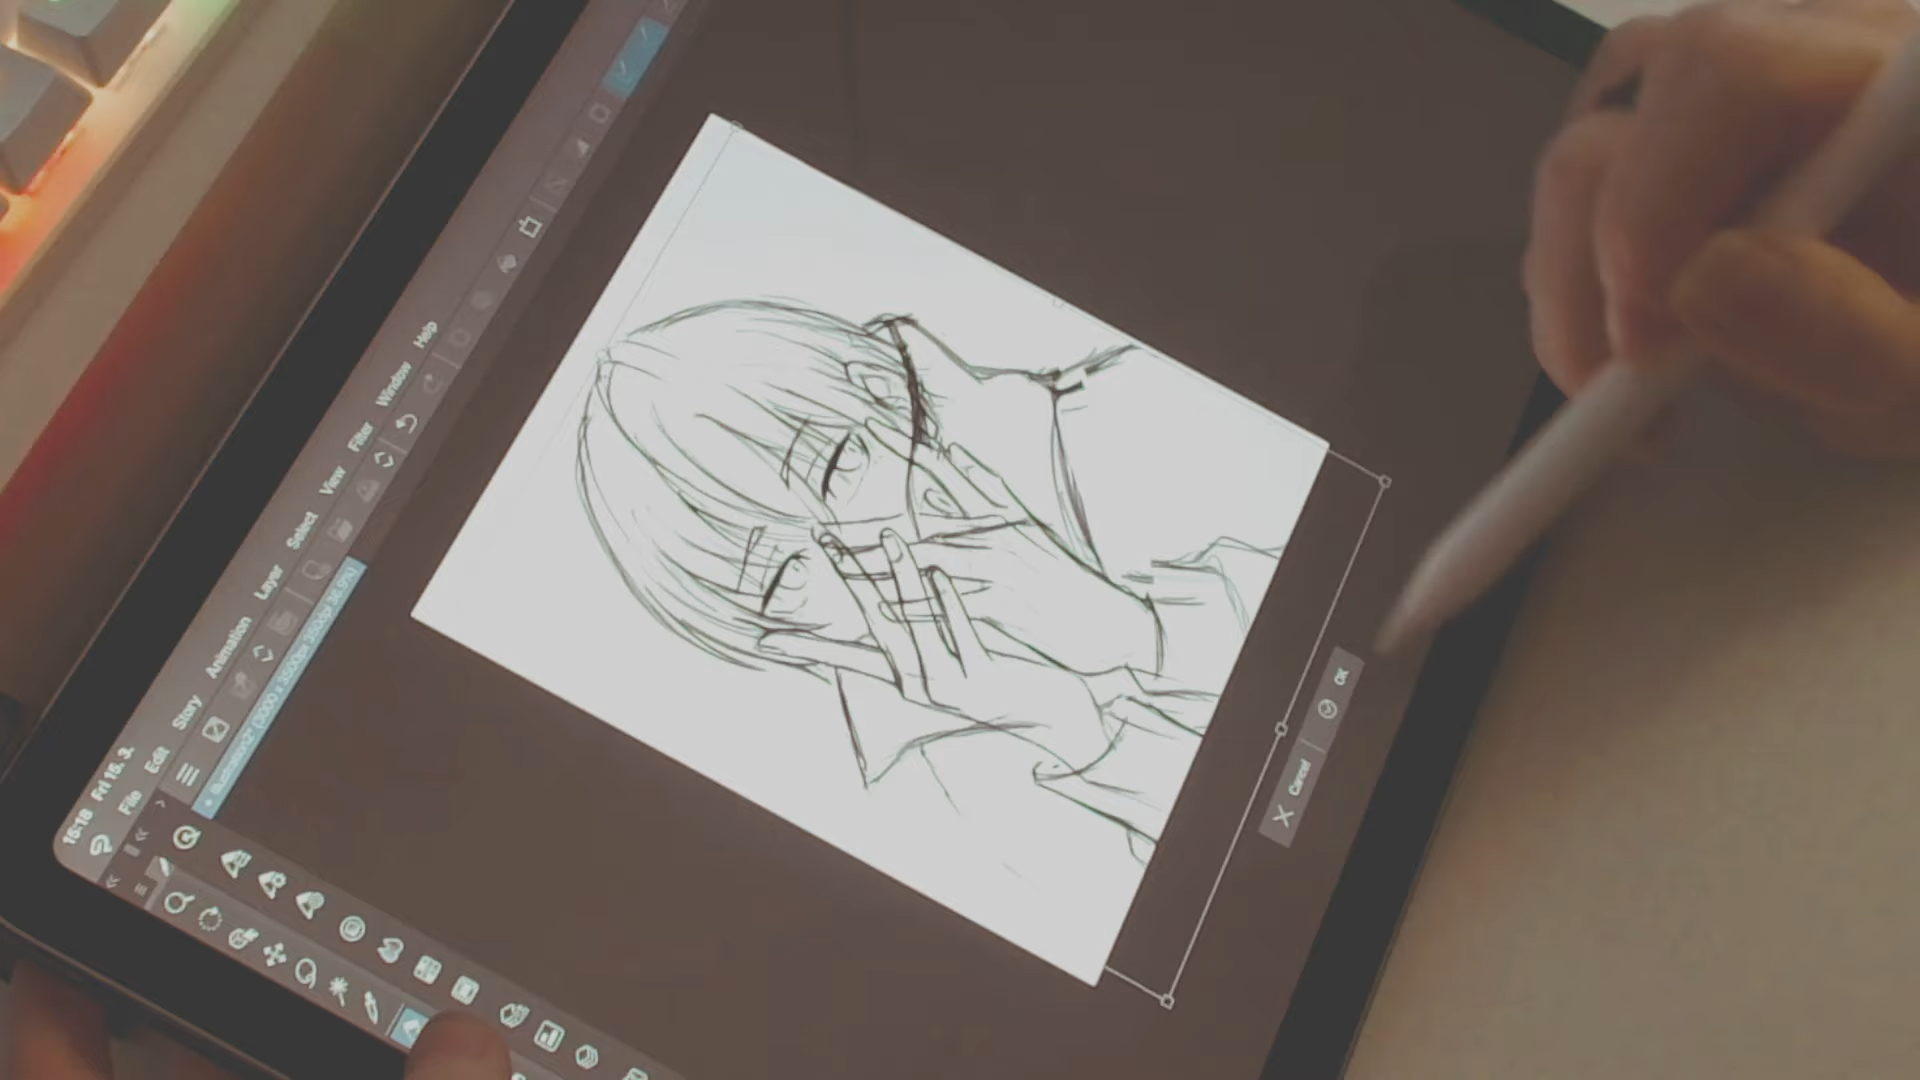 15:18 Fri 15. 3.
File Edit Story Animation Layer Select View Filter Window Help
Cancel OK